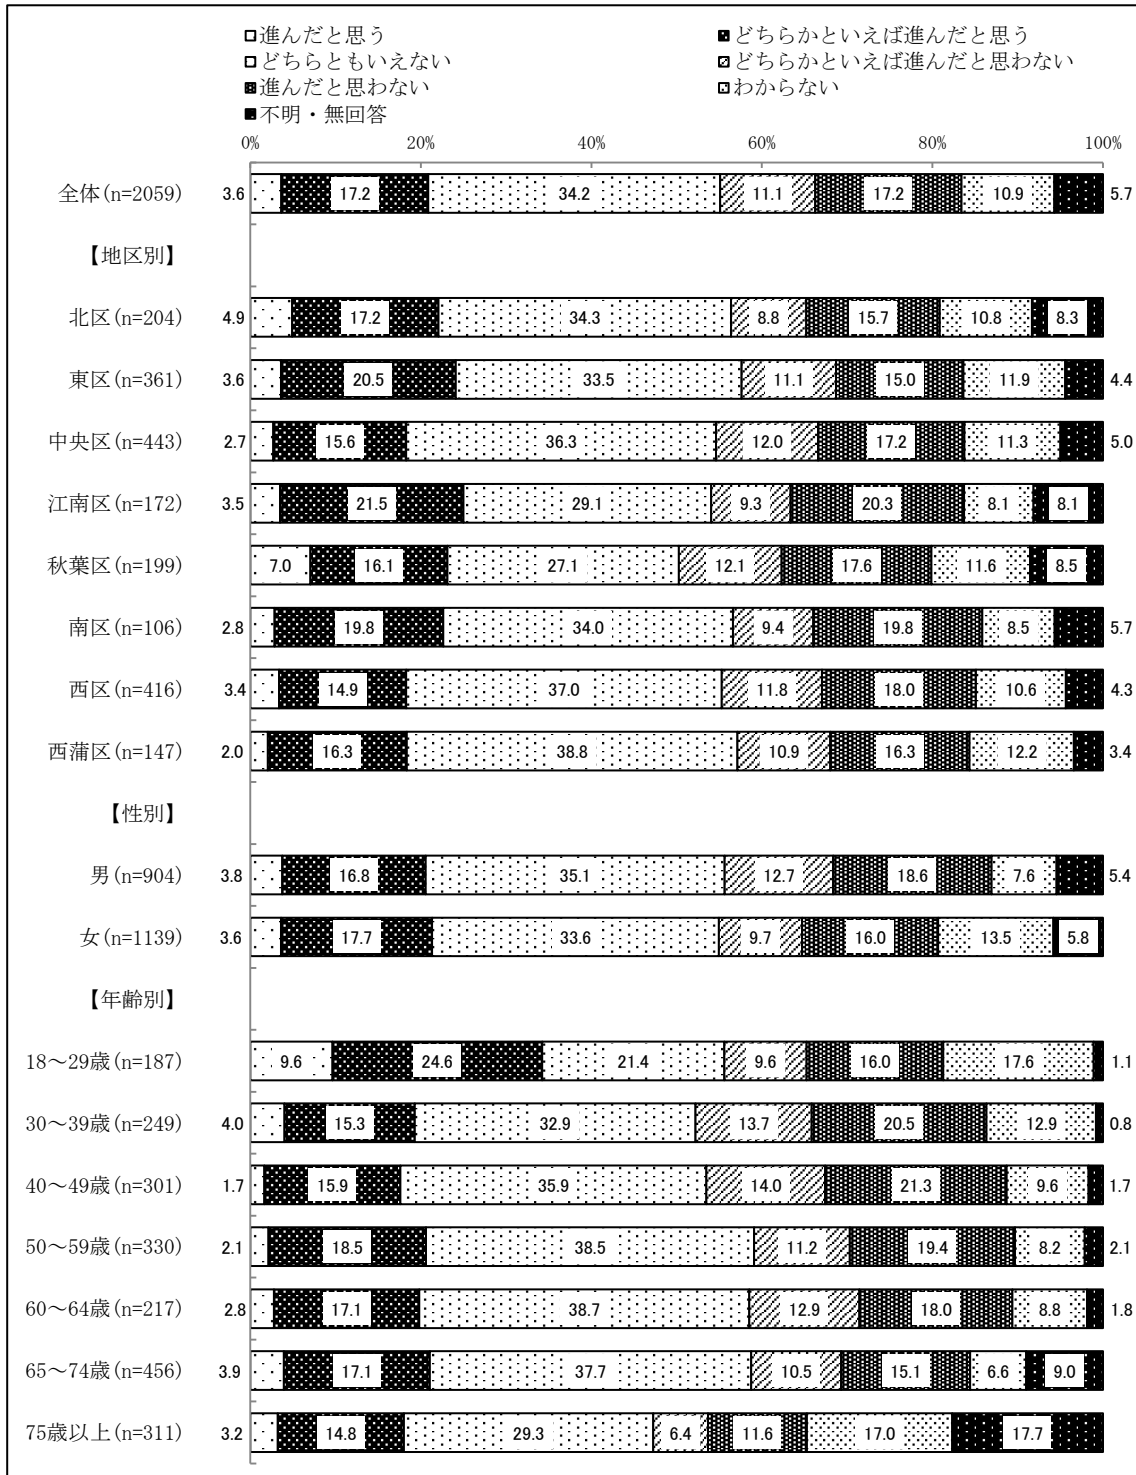 進んだと思う どちらかといえば進んだと思う
どちらともいえない どちらかといえば進んだと思わない
進んだと思わない わからない
不明・無回答
0% 20% 40% 60% 80% 100%
全体(n=2059) 3.6 17.2 34.2 11.1 17.2 10.9 5.7
【地区別】
北区(n=204) 4.9 17.2 34.3 8.8 15.7 10.8 8.3
東区(n=361) 3.6 20.5 33.5 11.1 15.0 11.9 4.4
中央区(n=443) 2.7 15.6 36.3 12.0 17.2 11.3 5.0
江南区(n=172) 3.5 21.5 29.1 9.3 20.3 8.1 8.1
秋葉区(n=199) 7.0 16.1 27.1 12.1 17.6 11.6 8.5
南区(n=106) 2.8 19.8 34.0 9.4 19.8 8.5 5.7
西区(n=416) 3.4 14.9 37.0 11.8 18.0 10.6 4.3
西蒲区(n=147) 2.0 16.3 38.8 10.9 16.3 12.2 3.4
【性別】
男(n=904) 3.8 16.8 35.1 12.7 18.6 7.6 5.4
女(n=1139) 3.6 17.7 33.6 9.7 16.0 13.5 5.8
【年齢別】
18～29歳(n=187) 9.6 24.6 21.4 9.6 16.0 17.6 1.1
30～39歳(n=249) 4.0 15.3 32.9 13.7 20.5 12.9 0.8
40～49歳(n=301) 1.7 15.9 35.9 14.0 21.3 9.6 1.7
50～59歳(n=330) 2.1 18.5 38.5 11.2 19.4 8.2 2.1
60～64歳(n=217) 2.8 17.1 38.7 12.9 18.0 8.8 1.8
65～74歳(n=456) 3.9 17.1 37.7 10.5 15.1 6.6 9.0
75歳以上(n=311) 3.2 14.8 29.3 6.4 11.6 17.0 17.7